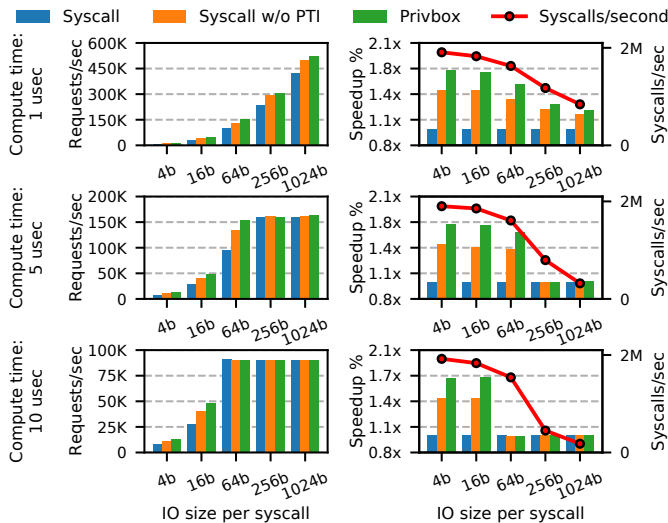 Syscall Syscall w/o PTI Privbox Syscalls/second
Compute time:
1 usec
Requests/sec
600K
450K
300K
150K
0
4b 16b 64b 256b 1024b
Speedup %
2.1x
1.8x
1.4x
1.1x
0.8x
4b 16b 64b 256b 1024b
2M
0
Syscalls/sec
Compute time:
5 usec
Requests/sec
200K
150K
100K
50K
0
4b 16b 64b 256b 1024b
Speedup %
2.1x
1.7x
1.4x
1.1x
0.8x
4b 16b 64b 256b 1024b
2M
0
Syscalls/sec
Compute time:
10 usec
Requests/sec
100K
75K
50K
25K
0
4b 16b 64b 256b 1024b
IO size per syscall
Speedup %
2.1x
1.7x
1.4x
1.1x
0.8x
4b 16b 64b 256b 1024b
IO size per syscall
2M
0
Syscalls/sec